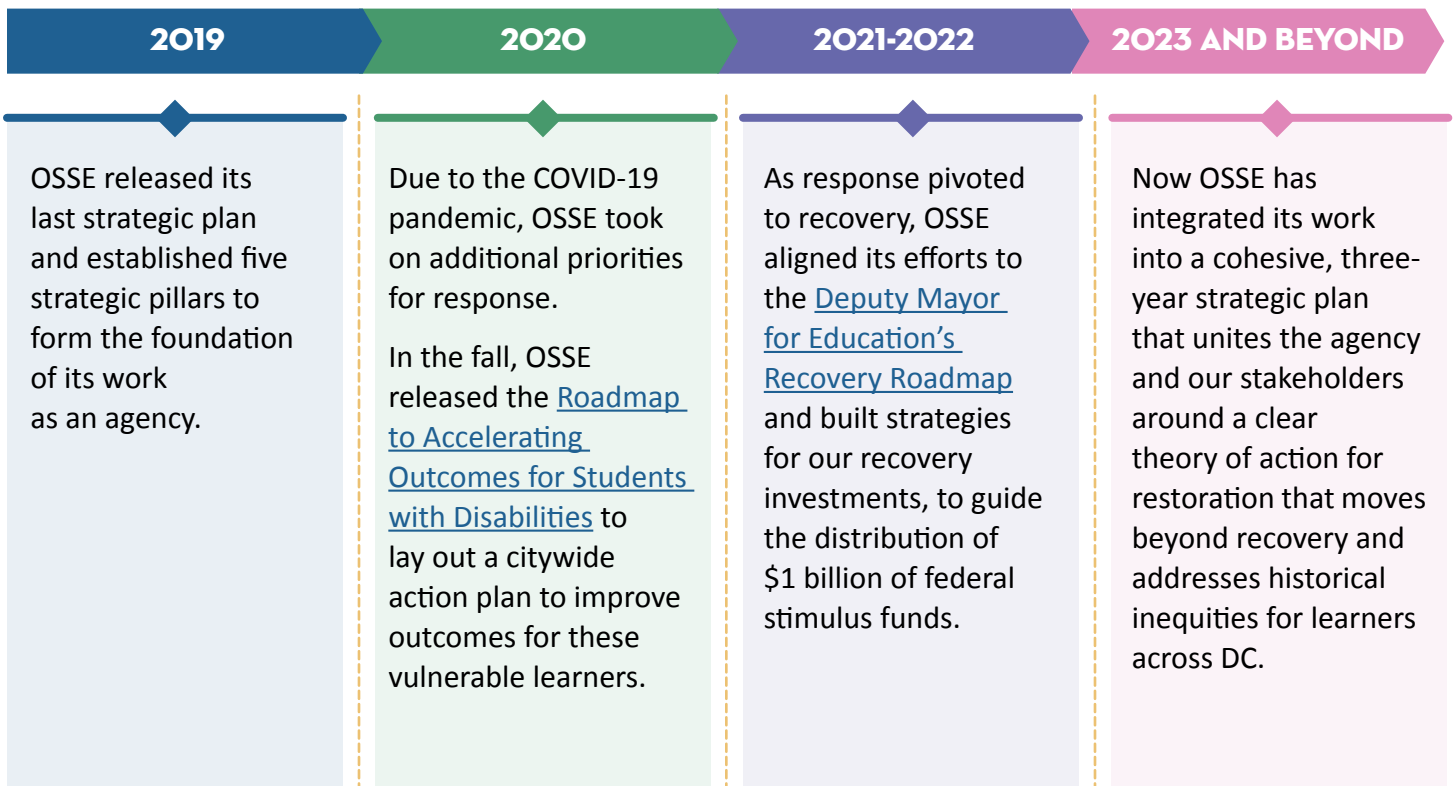 2019
2020
2021-2022
2023 AND BEYOND
OSSE released its
last strategic plan
and established five
strategic pillars to
form the foundation
of its work
as an agency.
Due to the COVID-19
pandemic, OSSE took
on additional priorities
for response.
In the fall, OSSE
released the Roadmap
to Accelerating
Outcomes for Students
with Disabilities to
lay out a citywide
action plan to improve
outcomes for these
vulnerable learners.
As response pivoted
to recovery, OSSE
aligned its efforts to
the Deputy Mayor
for Education’s
Recovery Roadmap
and built strategies
for our recovery
investments, to guide
the distribution of
$1 billion of federal
stimulus funds.
Now OSSE has
integrated its work
into a cohesive, three-
year strategic plan
that unites the agency
and our stakeholders
around a clear
theory of action for
restoration that moves
beyond recovery and
addresses historical
inequities for learners
across DC.